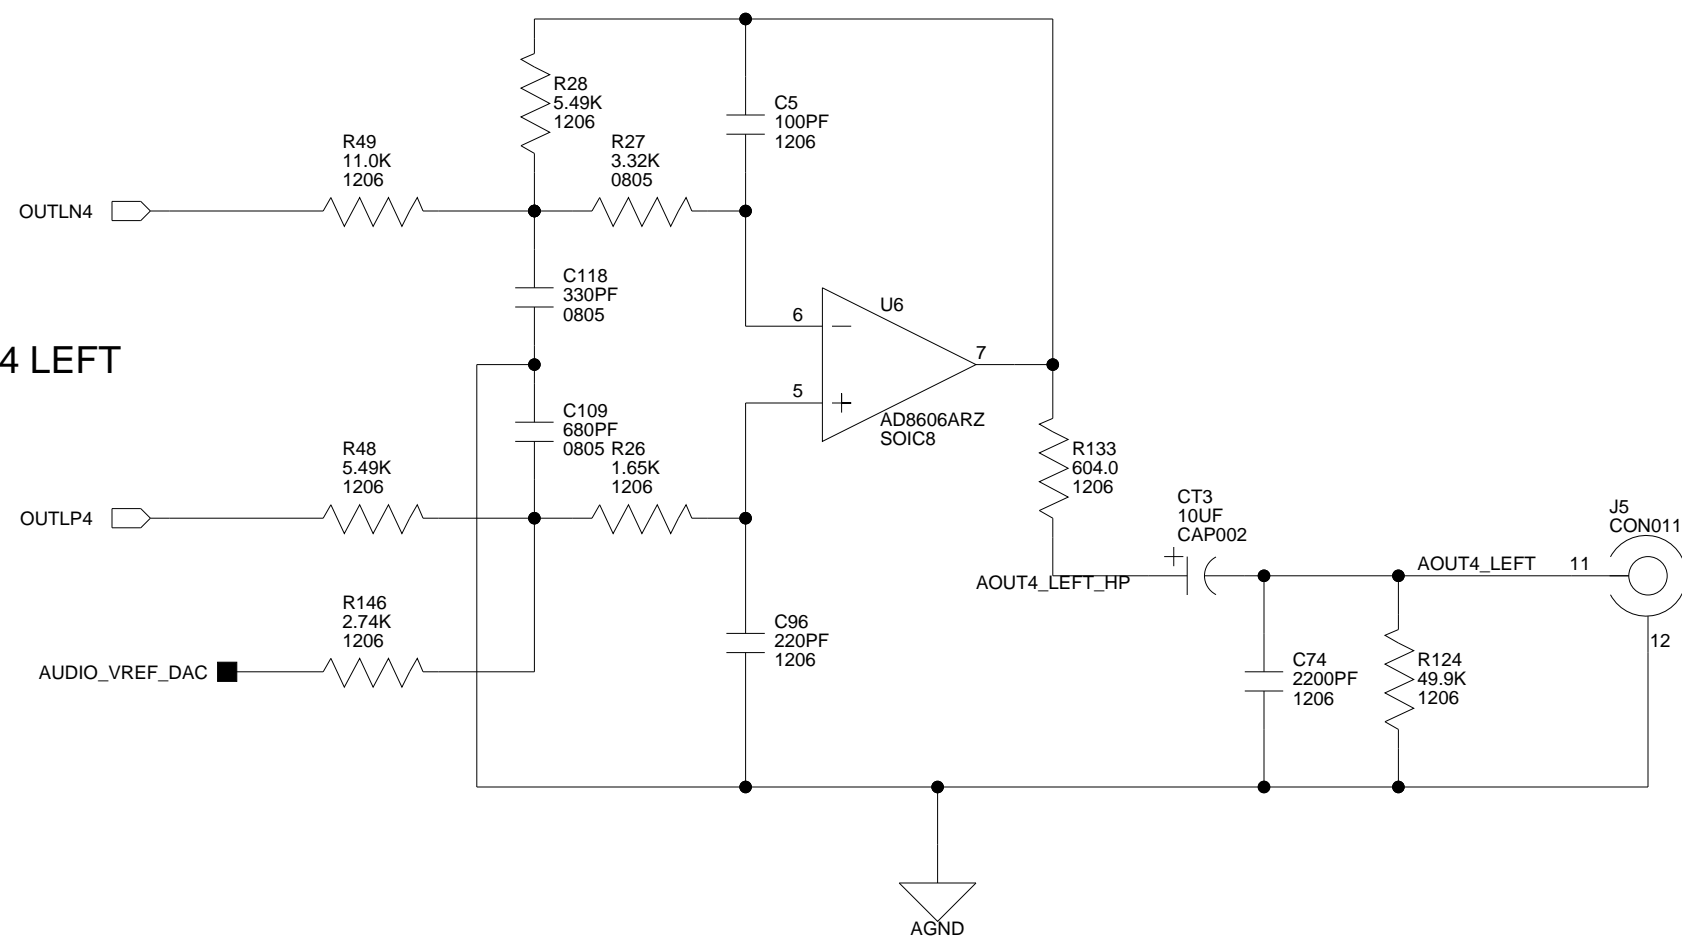 R28
5.49K
1206
C5
100PF
1206
R49
11.0K
1206
R27
3.32K
0805
OUTLN4
C118
330PF
0805
6
U6
4 LEFT
7
5
C109
680PF
0805
AD8606ARZ
SOIC8
R48
5.49K
1206
R26
1.65K
1206
R133
604.0
1206
OUTLP4
CT3
10UF
CAP002
J5
CON011
AOUT4_LEFT_HP
AOUT4_LEFT
11
R146
2.74K
1206
C96
220PF
1206
12
AUDIO_VREF_DAC
C74
2200PF
1206
R124
49.9K
1206
AGND